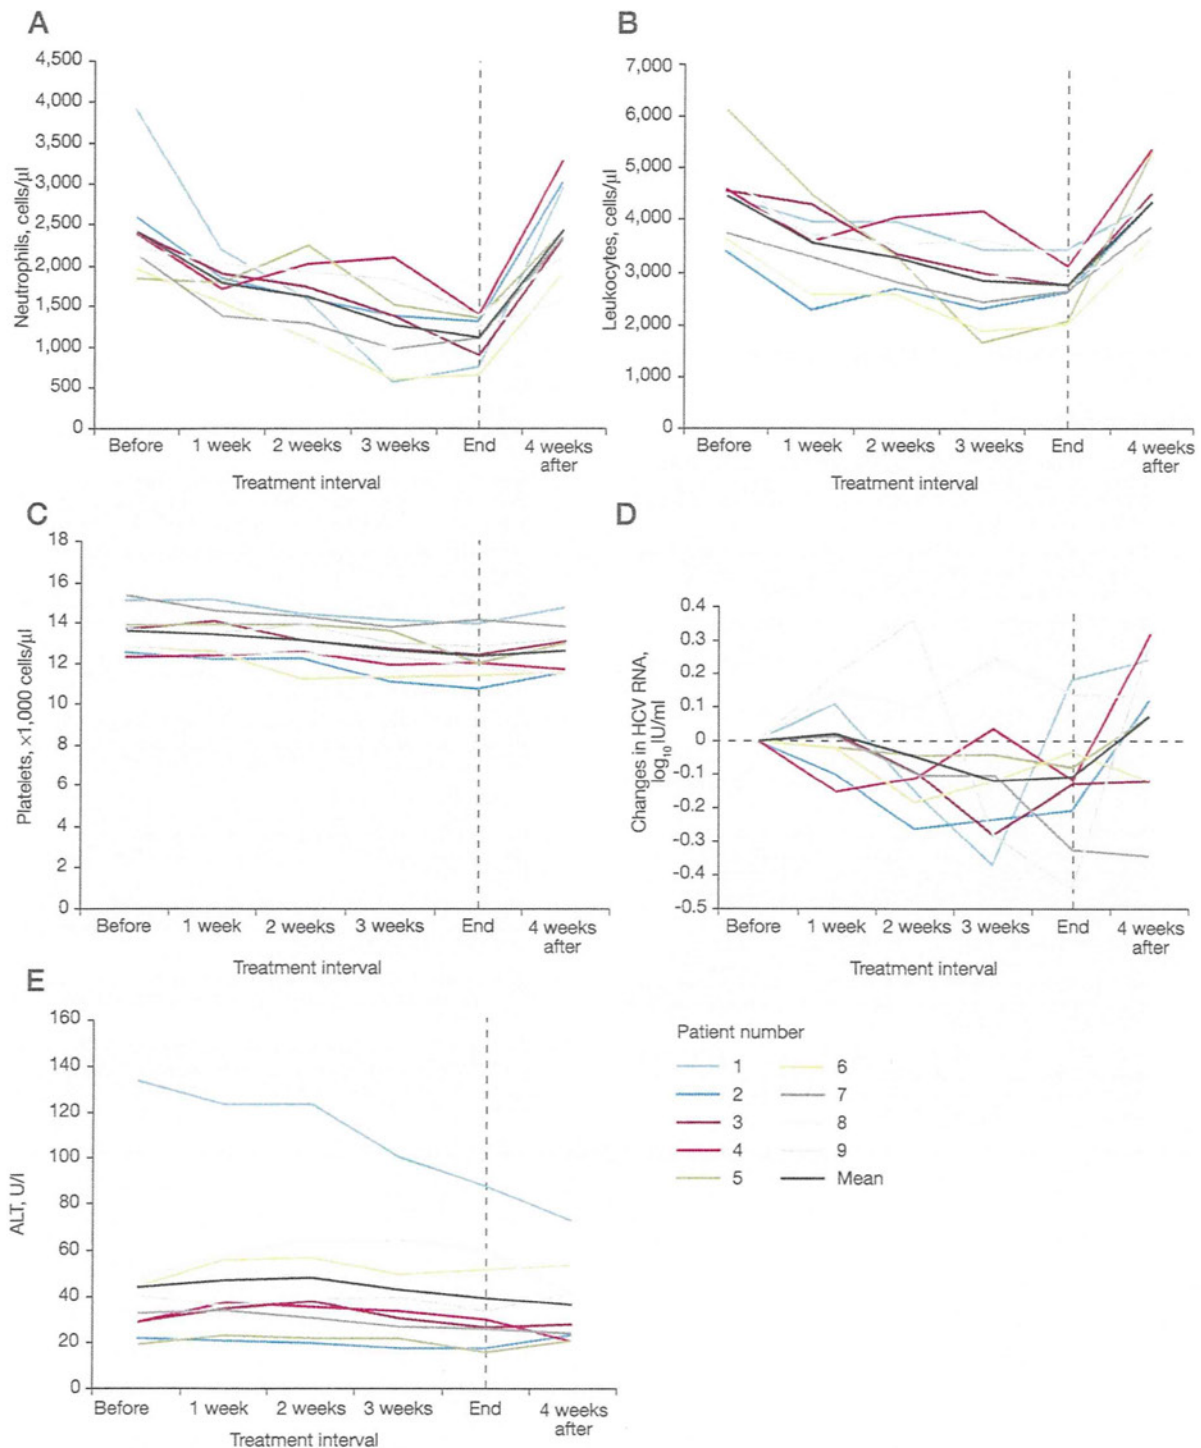 A
4,500
4,000
3,500
3,000
2,500
2,000
1,500
1,000
500
0
Neutrophils, cells/µl
Before 1 week 2 weeks 3 weeks End 4 weeks
after
Treatment interval
B
7,000
6,000
5,000
4,000
3,000
2,000
1,000
0
Leukocytes, cells/µl
Before 1 week 2 weeks 3 weeks End 4 weeks
after
Treatment interval
C
18
16
14
12
10
8
6
4
2
0
Platelets, ×1,000 cells/µl
Before 1 week 2 weeks 3 weeks End 4 weeks
after
Treatment interval
D
0.4
0.3
0.2
0.1
0
-0.1
-0.2
-0.3
-0.4
-0.5
Changes in HCV RNA,
log10 IU/ml
Before 1 week 2 weeks 3 weeks End 4 weeks
after
Treatment interval
E
160
140
120
100
80
60
40
20
0
ALT, U/l
Before 1 week 2 weeks 3 weeks End 4 weeks
after
Treatment interval
Patient number
1 6
2 7
3 8
4 9
5 Mean